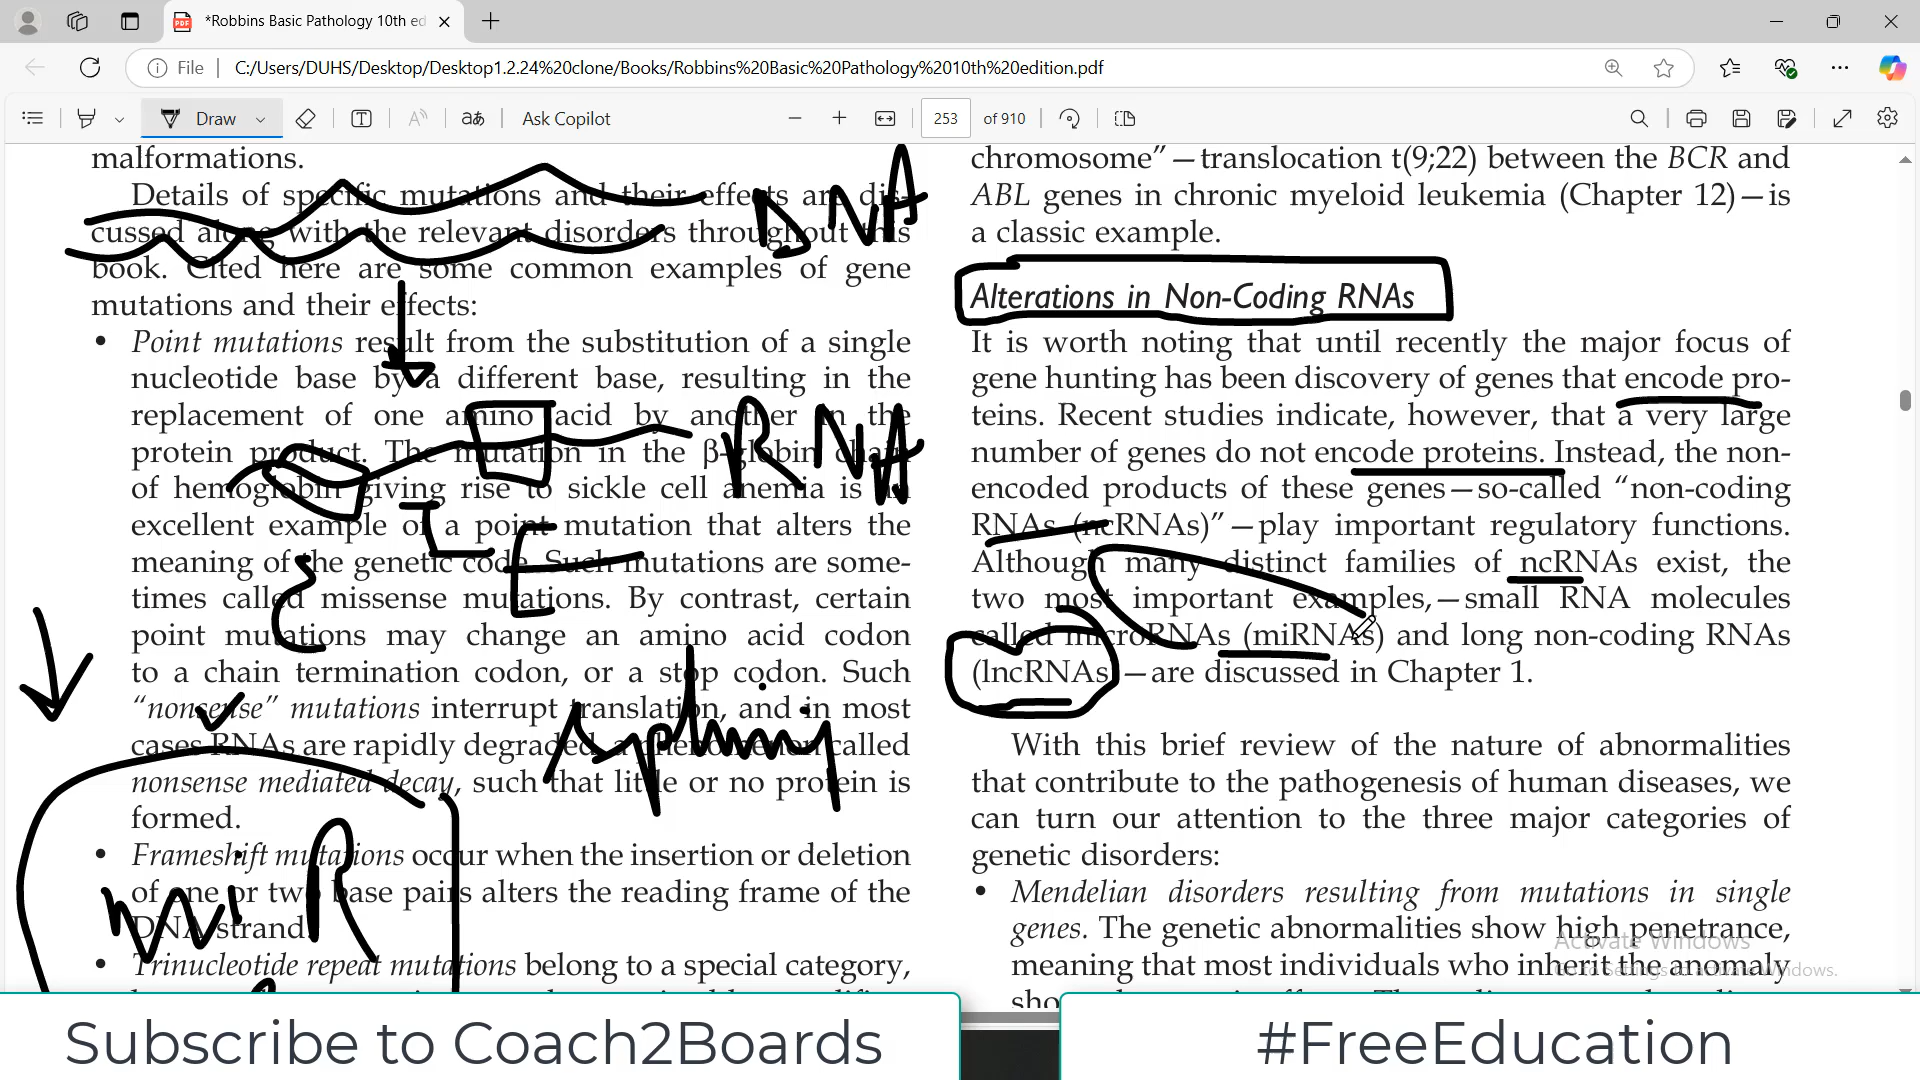 *Robbins Basic Pathology 10th ed
File
C:/Users/DUHS/Desktop/Desktop1.2.24%20clone/Books/Robbins%20Basic%20Pathology%2010th%20edition.pdf
Draw
Ask Copilot
253 of 910
malformations.
Details of specific mutations and their effects are dis-
cussed along with the relevant disorders throughout this
book. Cited here are some common examples of gene
mutations and their effects:
• Point mutations result from the substitution of a single
nucleotide base by a different base, resulting in the
replacement of one amino acid by another in the
protein product. The mutation in the β-globin chain
of hemoglobin giving rise to sickle cell anemia is an
excellent example of a point mutation that alters the
meaning of the genetic code. Such mutations are some-
times called missense mutations. By contrast, certain
point mutations may change an amino acid codon
to a chain termination codon, or a stop codon. Such
“nonsense” mutations interrupt translation, and in most
cases RNAs are rapidly degraded, a phenomenon called
nonsense mediated decay, such that little or no protein is
formed.
• Frameshift mutations occur when the insertion or deletion
of one or two base pairs alters the reading frame of the
DNA strand.
• Trinucleotide repeat mutations belong to a special category,
DNA
RNA
I
E
splicing
miR
chromosome”—translocation t(9;22) between the BCR and
ABL genes in chronic myeloid leukemia (Chapter 12)—is
a classic example.
Alterations in Non-Coding RNAs
It is worth noting that until recently the major focus of
gene hunting has been discovery of genes that encode pro-
teins. Recent studies indicate, however, that a very large
number of genes do not encode proteins. Instead, the non-
encoded products of these genes—so-called “non-coding
RNAs (ncRNAs)”—play important regulatory functions.
Although many distinct families of ncRNAs exist, the
two most important examples,—small RNA molecules
called microRNAs (miRNAs) and long non-coding RNAs
(lncRNAs)—are discussed in Chapter 1.
With this brief review of the nature of abnormalities
that contribute to the pathogenesis of human diseases, we
can turn our attention to the three major categories of
genetic disorders:
• Mendelian disorders resulting from mutations in single
genes. The genetic abnormalities show high penetrance,
meaning that most individuals who inherit the anomaly
Activate Windows
Go to Settings to activate Windows.
Subscribe to Coach2Boards
#FreeEducation